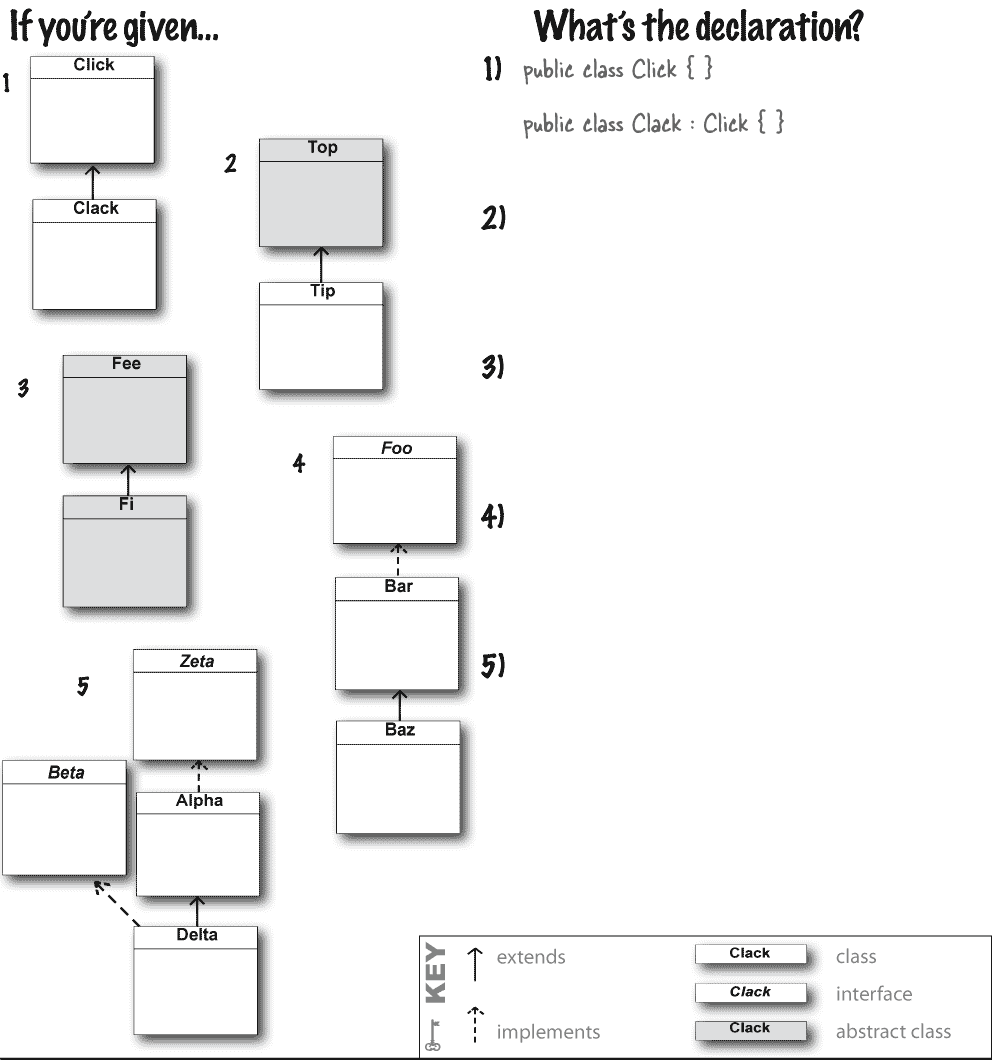 If you're given...
What's the declaration?
1
Click
Clack
2
Top
Tip
3
Fee
Fi
4
Foo
Bar
Baz
5
Zeta
Beta
Alpha
Delta
1) public class Click { }
public class Clack : Click { }
2)
3)
4)
5)
KEY
extends
implements
Clack class
Clack interface
Clack abstract class